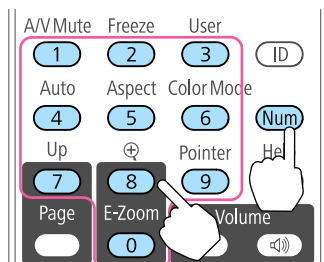 A/V Mute Freeze User
1 2 3 ID
Auto Aspect Color Mode
4 5 6 Num
Up Pointer
7 8 9
Page E-Zoom Volume
0